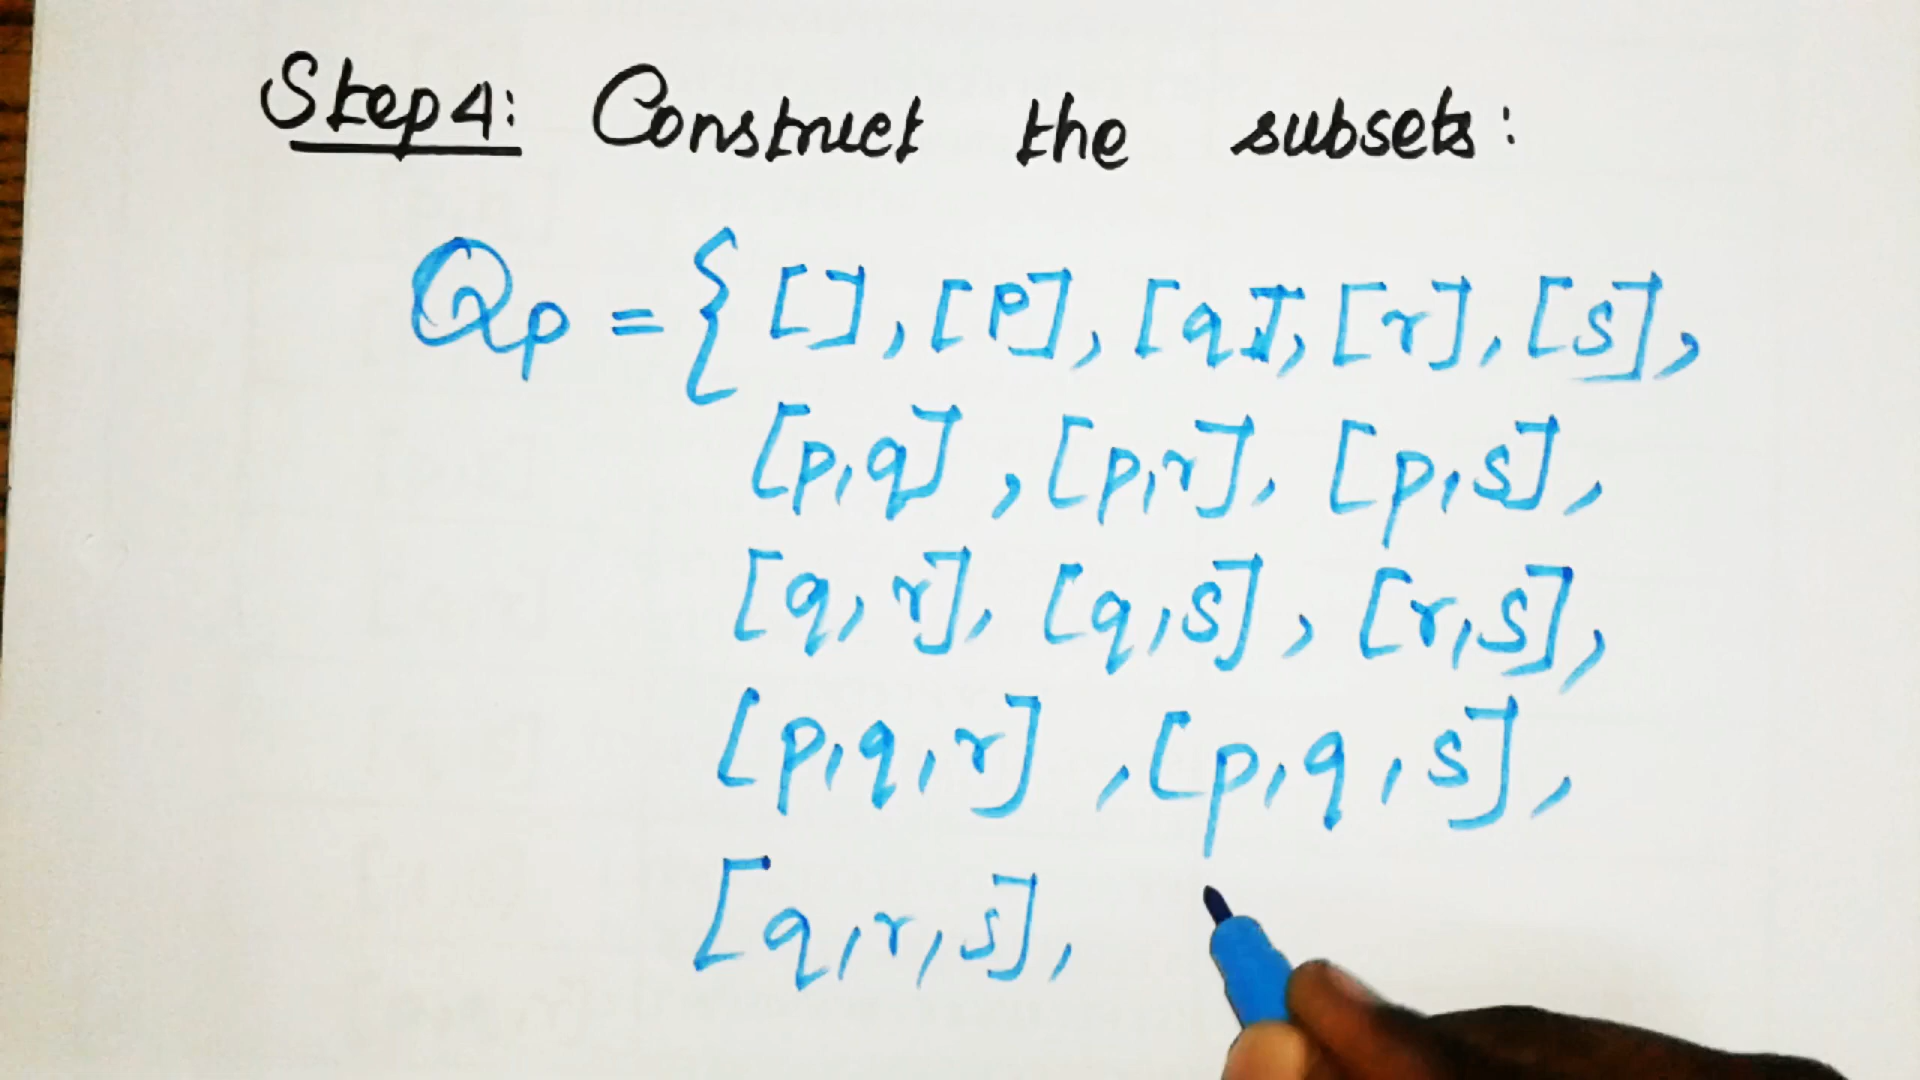 Step 4: Construct the subsets:
Qp = { [], [p], [q], [r], [s],
[p,q], [p,r], [p,s],
[q,r], [q,s], [r,s],
[p,q,r], [p,q,s],
[q,r,s],